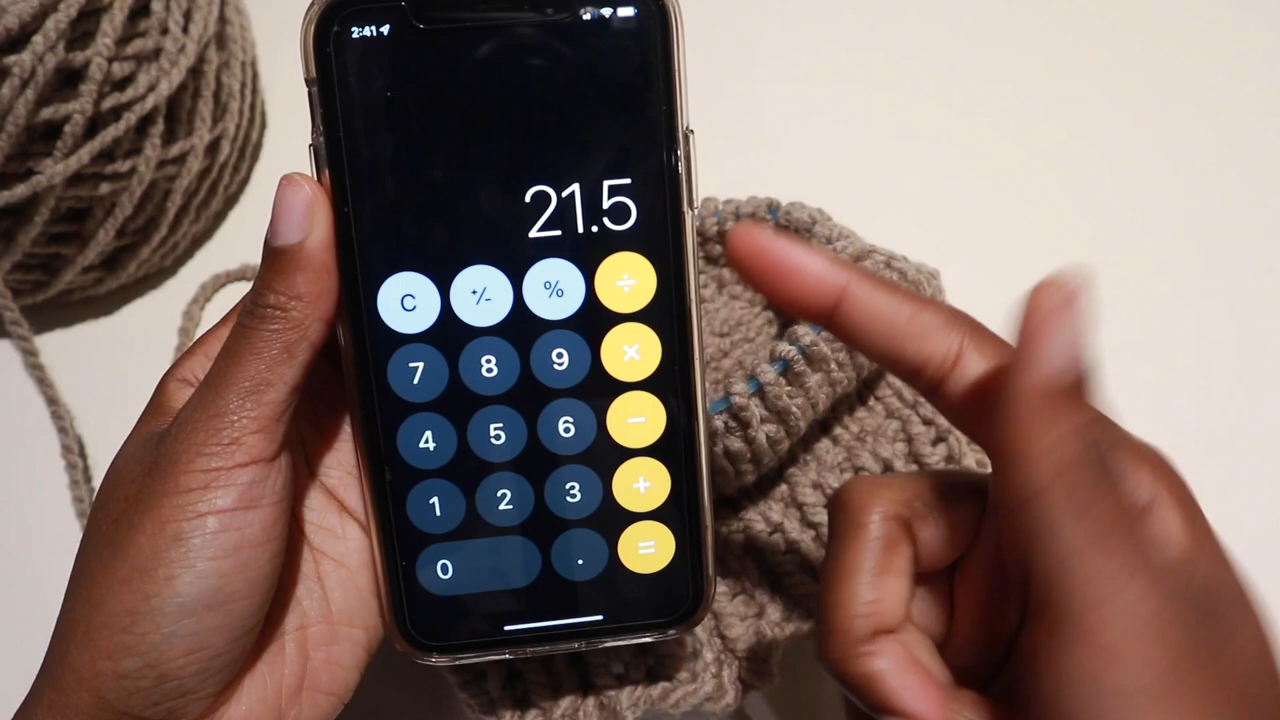 2:41
21.5
C +/- % ÷
7 8 9 ×
4 5 6 −
1 2 3 +
0 . =